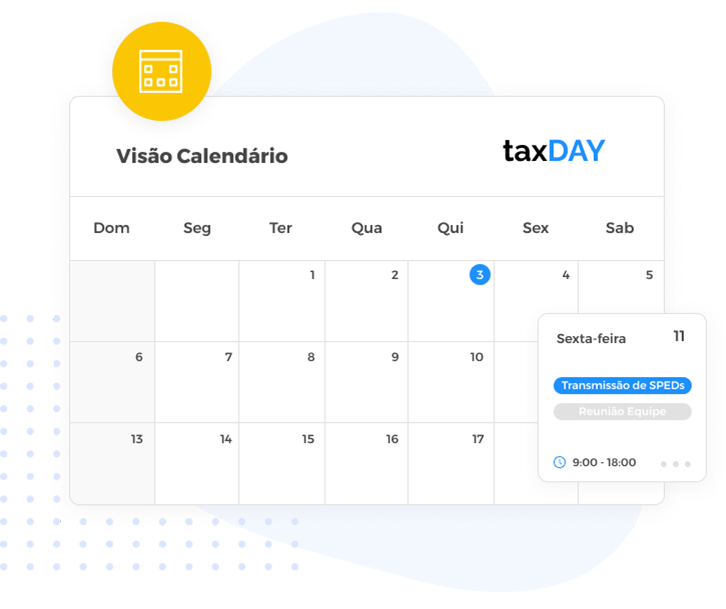 Visão Calendário
taxDAY
Dom Seg Ter Qua Qui Sex Sab
1 2 3 4 5
6 7 8 9 10
13 14 15 16 17
Sexta-feira 11
Transmissão de SPEDs
Reunião Equipe
9:00 - 18:00